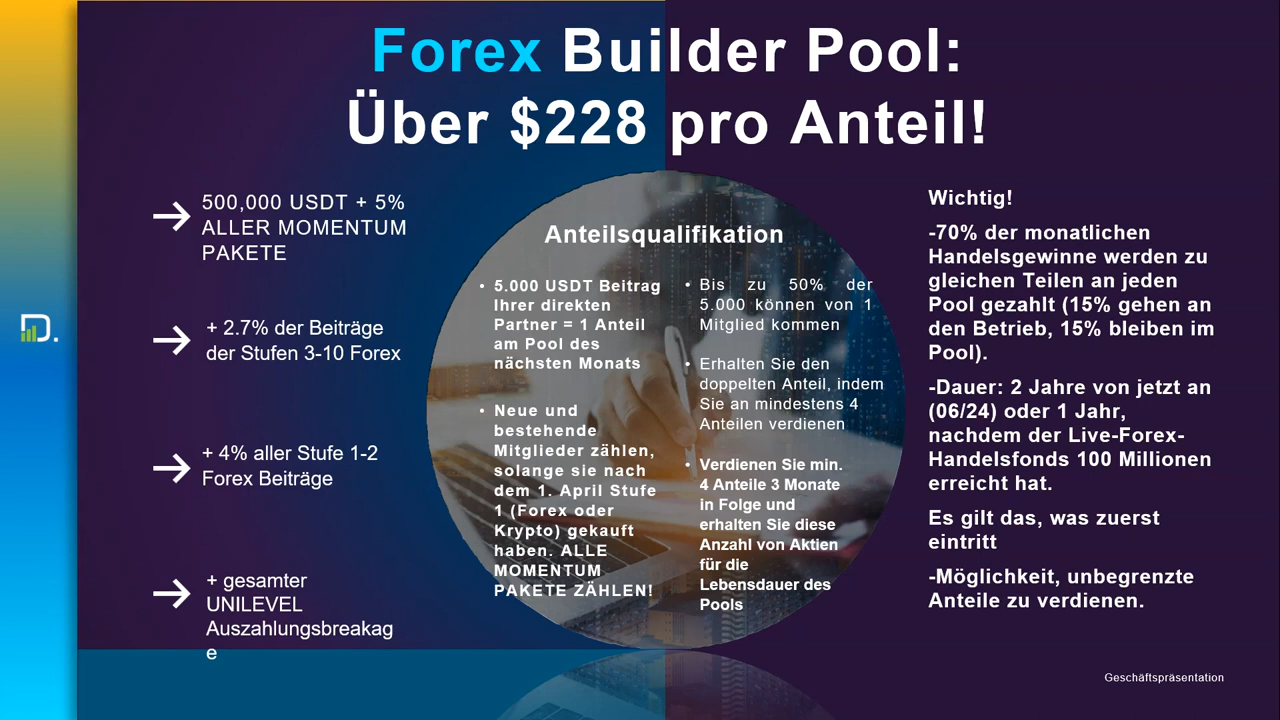 Forex Builder Pool:
Über $228 pro Anteil!
500,000 USDT + 5%
ALLER MOMENTUM
PAKETE
+ 2.7% der Beiträge
der Stufen 3-10 Forex
+ 4% aller Stufe 1-2
Forex Beiträge
+ gesamter
UNILEVEL
Auszahlungsbreakag
e
Anteilsqualifikation
• 5.000 USDT Beitrag
Ihrer direkten
Partner = 1 Anteil
am Pool des
nächsten Monats
• Neue und
bestehende
Mitglieder zählen,
solange sie nach
dem 1. April Stufe
1 (Forex oder
Krypto) gekauft
haben. ALLE
MOMENTUM
PAKETE ZÄHLEN!
• Bis zu 50% der
5.000 können von 1
Mitglied kommen
• Erhalten Sie den
doppelten Anteil, indem
Sie an mindestens 4
Anteilen verdienen
• Verdienen Sie min.
4 Anteile 3 Monate
in Folge und
erhalten Sie diese
Anzahl von Aktien
für die
Lebensdauer des
Pools
Wichtig!
-70% der monatlichen
Handelsgewinne werden zu
gleichen Teilen an jeden
Pool gezahlt (15% gehen an
den Betrieb, 15% bleiben im
Pool).
-Dauer: 2 Jahre von jetzt an
(06/24) oder 1 Jahr,
nachdem der Live-Forex-
Handelsfonds 100 Millionen
erreicht hat.
Es gilt das, was zuerst
eintritt
-Möglichkeit, unbegrenzte
Anteile zu verdienen.
Geschäftspräsentation
D.